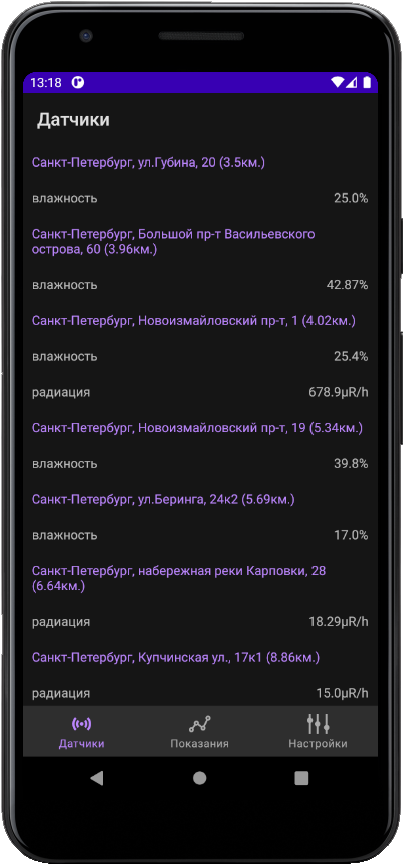 13:18
Датчики
Санкт-Петербург, ул.Губина, 20 (3.5км.)
влажность 25.0%
Санкт-Петербург, Большой пр-т Васильевского
острова, 60 (3.96км.)
влажность 42.87%
Санкт-Петербург, Новоизмайловский пр-т, 1 (4.02км.)
влажность 25.4%
радиация 678.9μR/h
Санкт-Петербург, Новоизмайловский пр-т, 19 (5.34км.)
влажность 39.8%
Санкт-Петербург, ул.Беринга, 24к2 (5.69км.)
влажность 17.0%
Санкт-Петербург, набережная реки Карповки, 28
(6.64км.)
радиация 18.29μR/h
Санкт-Петербург, Купчинская ул., 17к1 (8.86км.)
радиация 15.0μR/h
Датчики Показания Настройки